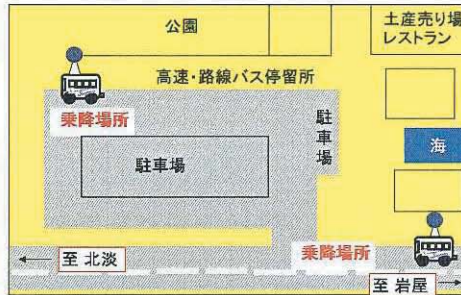 公園
土産売り場
レストラン
高速・路線バス停留所
乗降場所
駐車場
駐車場
海
乗降場所
至 北淡
至 岩屋